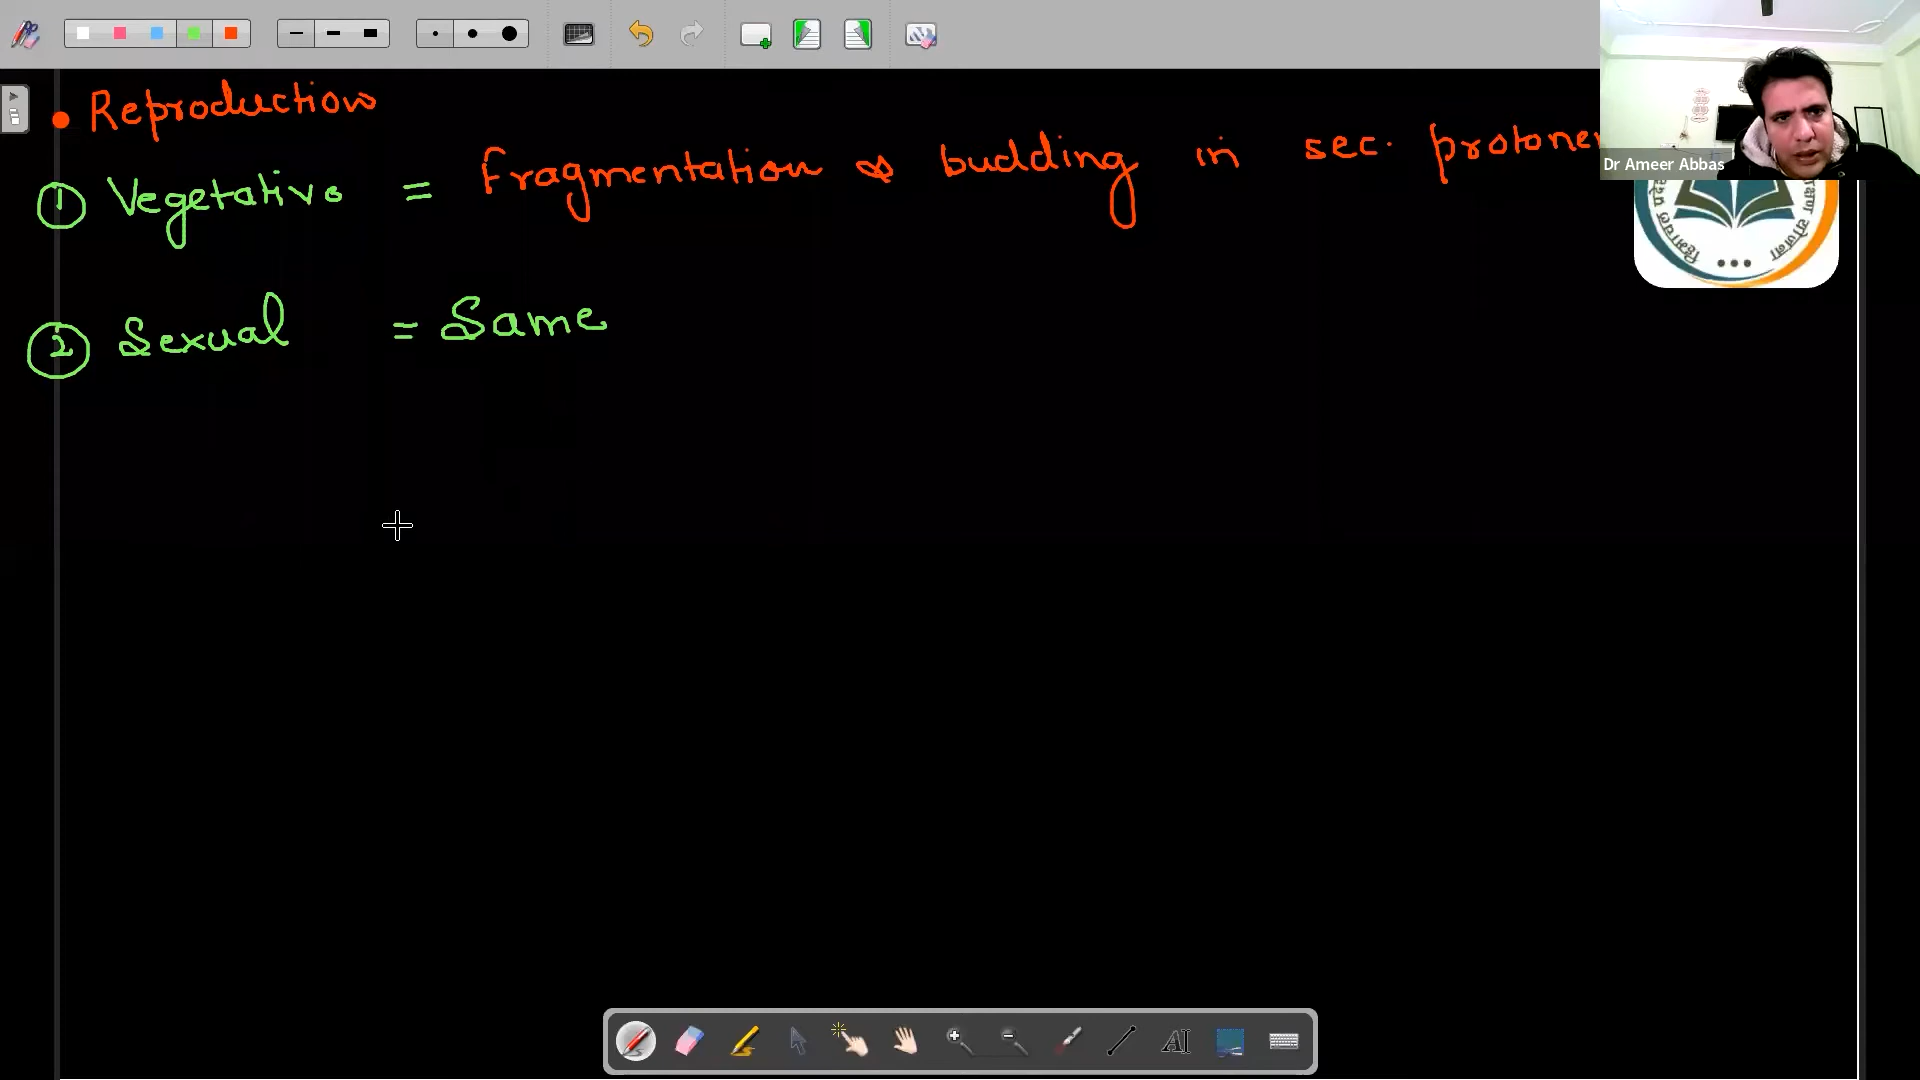 • Reproduction
① Vegetative = Fragmentation & budding in sec. protone
② Sexual = Same
Dr Ameer Abbas